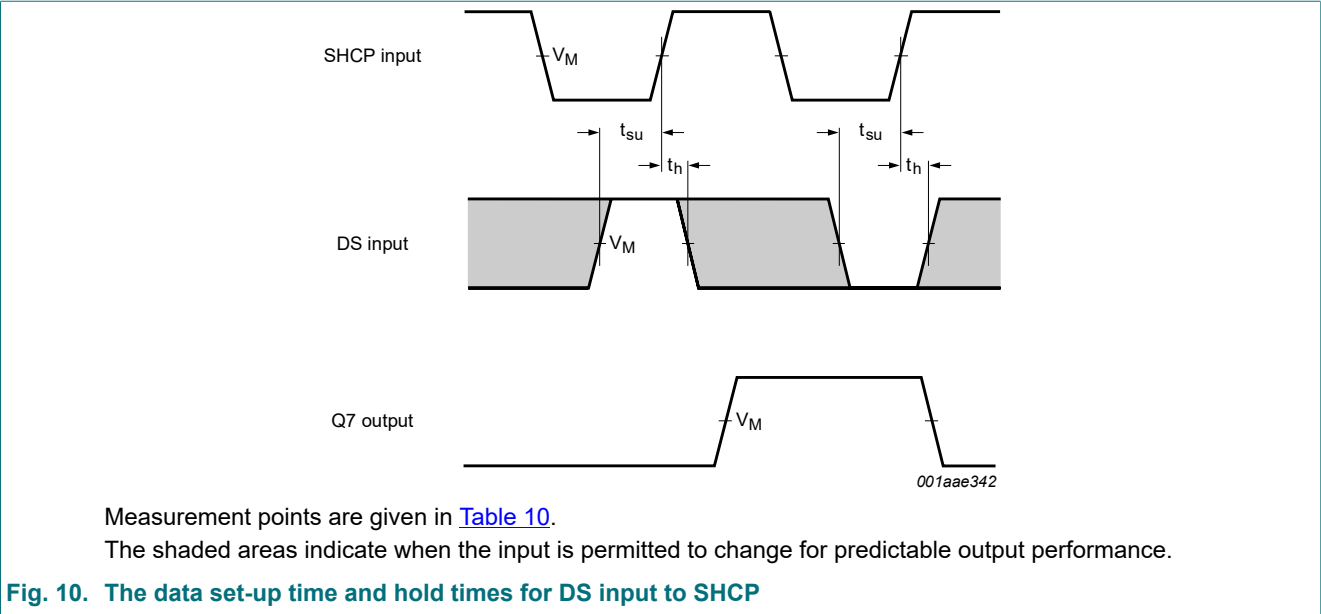 SHCP input
VM
tsu
tsu
th
th
DS input
VM
Q7 output
VM
001aae342
Measurement points are given in Table 10.
The shaded areas indicate when the input is permitted to change for predictable output performance.
Fig. 10. The data set-up time and hold times for DS input to SHCP